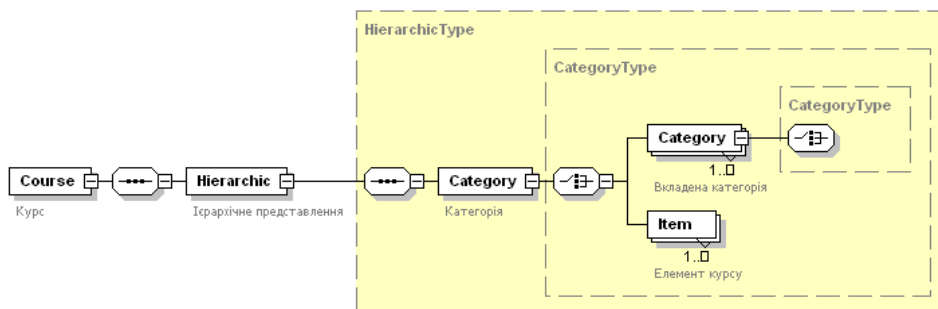 HierarchicType
CategoryType
CategoryType
Category
1..
Вкладена категорія
Course
Курс
Hierarchic
Ієрархічне представлення
Category
Категорія
Item
1..
Елемент курсу